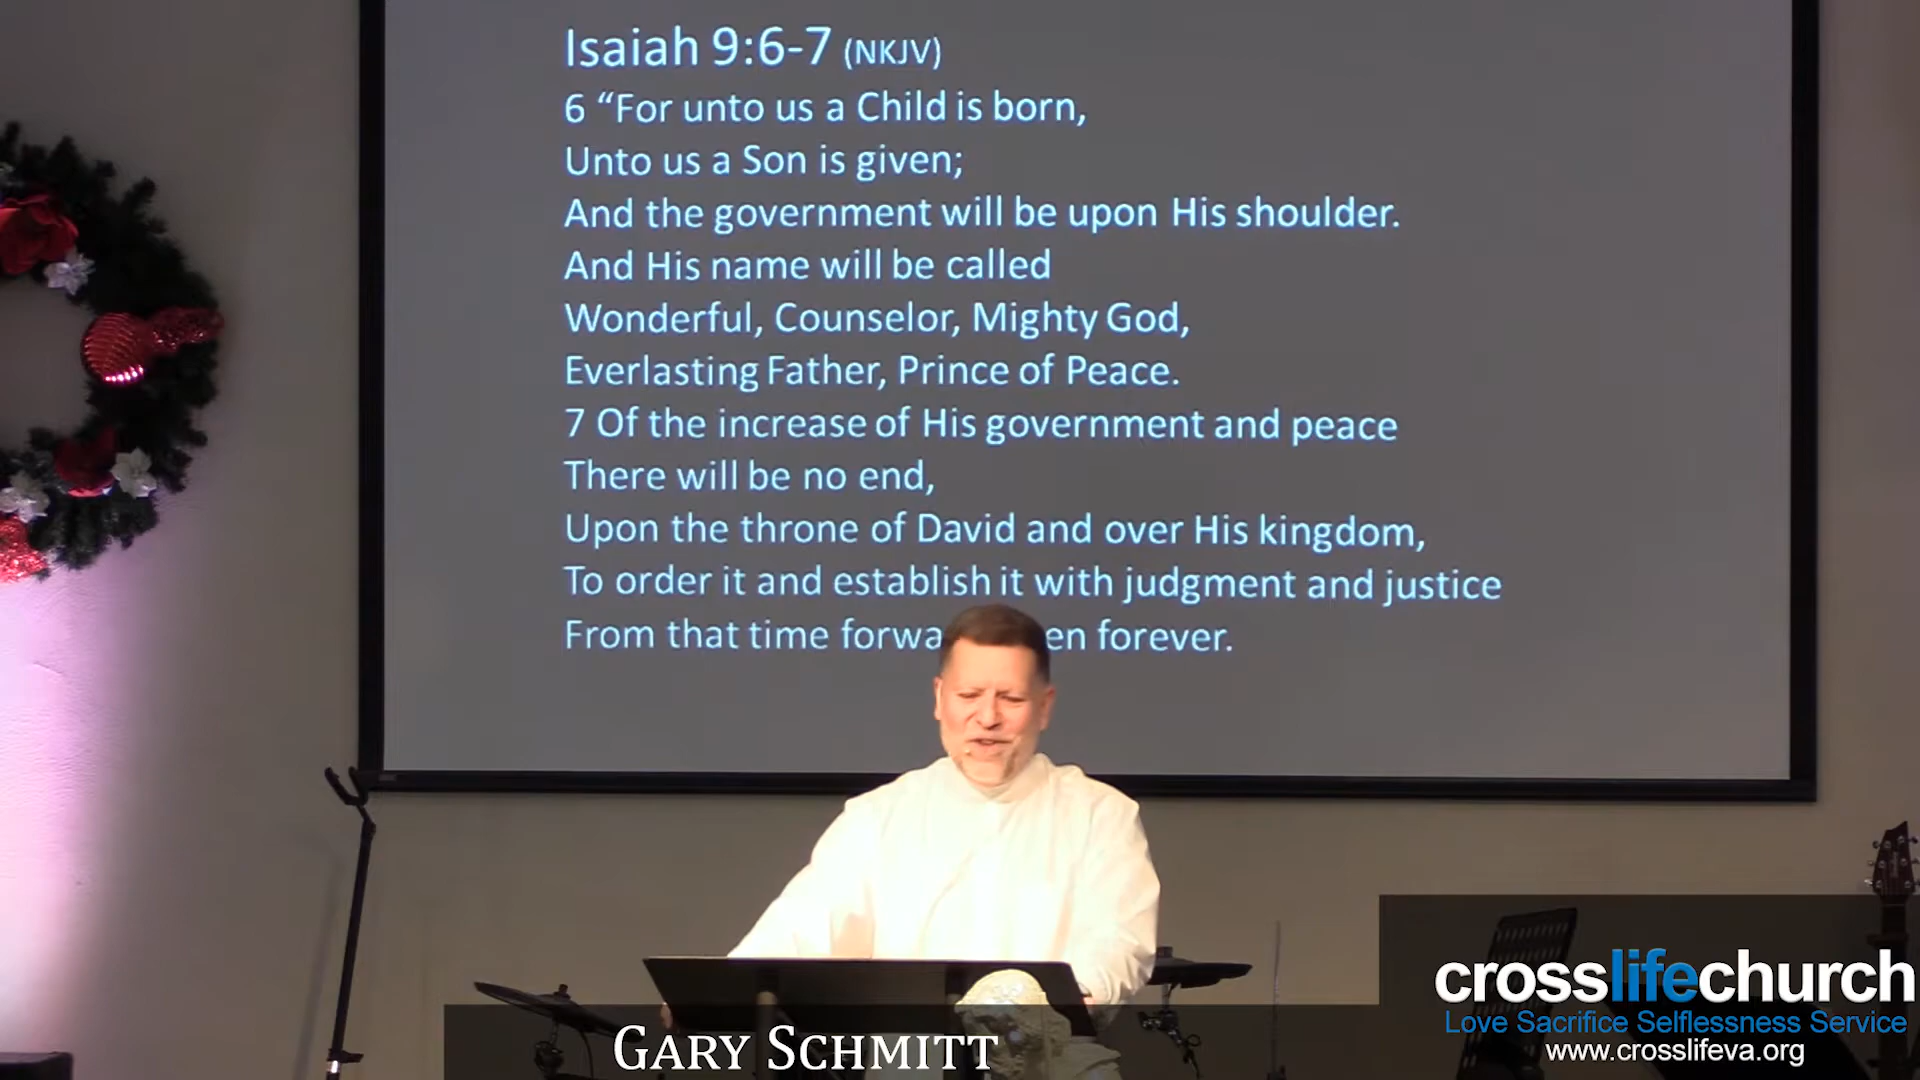 Isaiah 9:6-7 (NKJV)
6 “For unto us a Child is born,
Unto us a Son is given;
And the government will be upon His shoulder.
And His name will be called
Wonderful, Counselor, Mighty God,
Everlasting Father, Prince of Peace.
7 Of the increase of His government and peace
There will be no end,
Upon the throne of David and over His kingdom,
To order it and establish it with judgment and justice
From that time forwa en forever.
GARY SCHMITT
crosslifechurch
Love Sacrifice Selflessness Service
www.crosslifeva.org